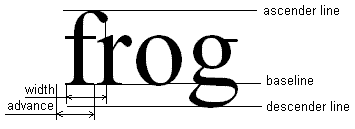 ascender line
frog
baseline
width
advance
descender line